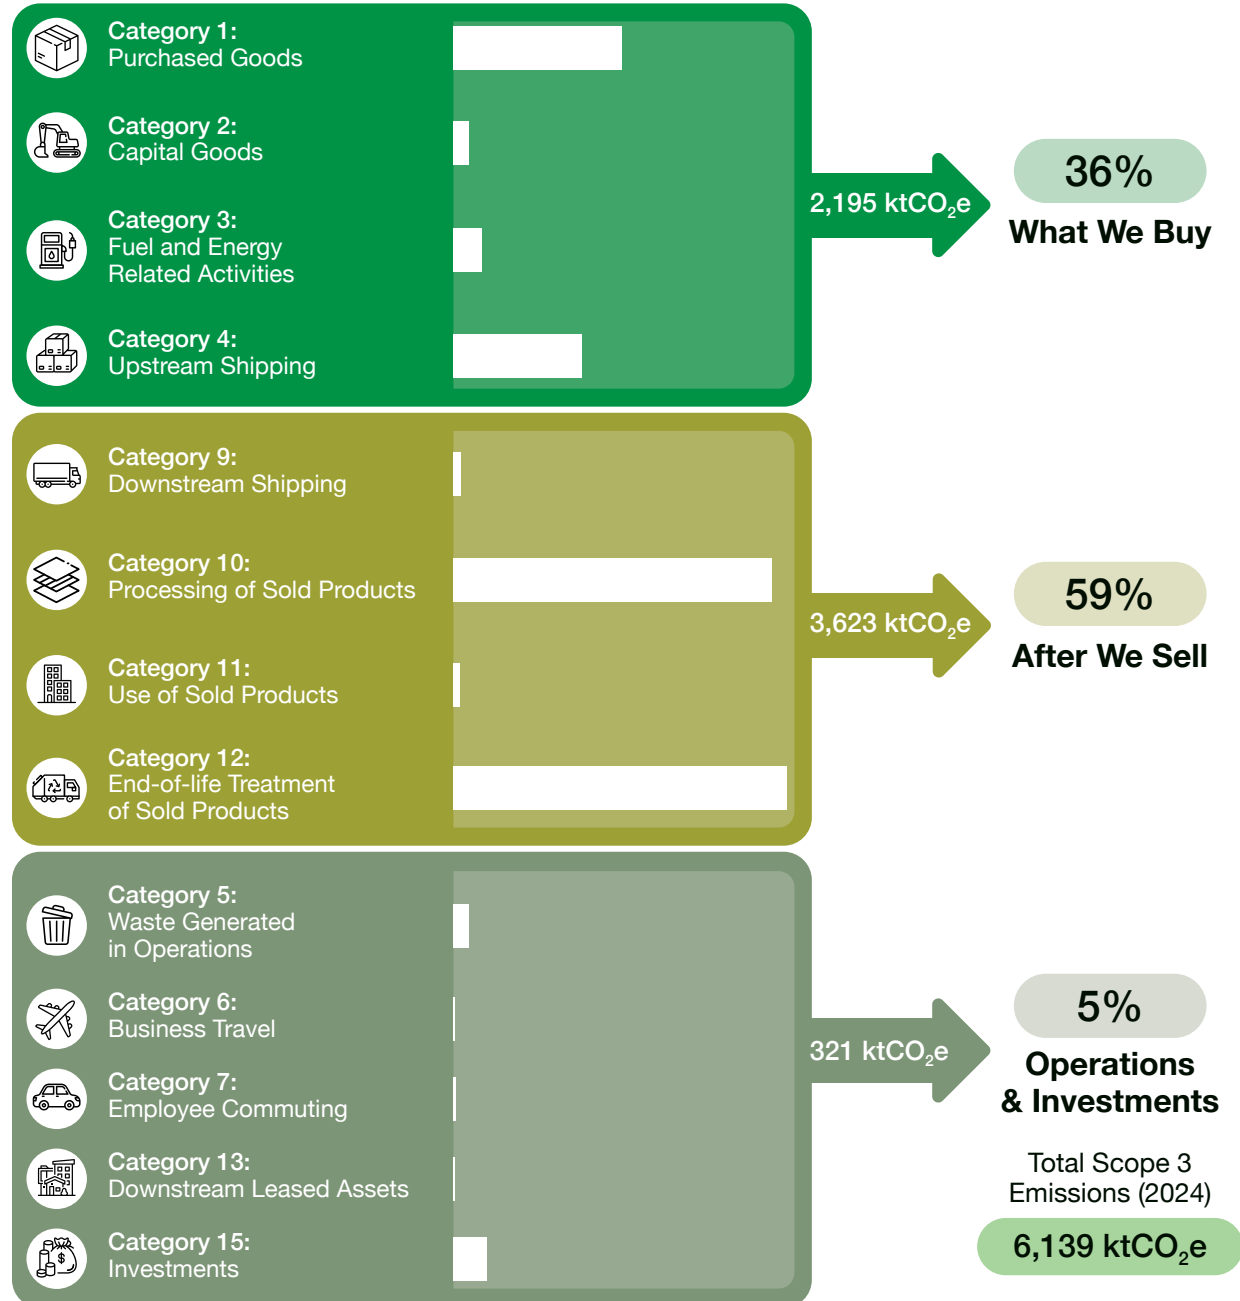 Category 1:
Purchased Goods
Category 2:
Capital Goods
Category 3:
Fuel and Energy
Related Activities
Category 4:
Upstream Shipping
2,195 ktCO₂e
36%
What We Buy
Category 9:
Downstream Shipping
Category 10:
Processing of Sold Products
Category 11:
Use of Sold Products
Category 12:
End-of-life Treatment
of Sold Products
3,623 ktCO₂e
59%
After We Sell
Category 5:
Waste Generated
in Operations
Category 6:
Business Travel
Category 7:
Employee Commuting
Category 13:
Downstream Leased Assets
Category 15:
Investments
$
321 ktCO₂e
5%
Operations
& Investments
Total Scope 3
Emissions (2024)
6,139 ktCO₂e